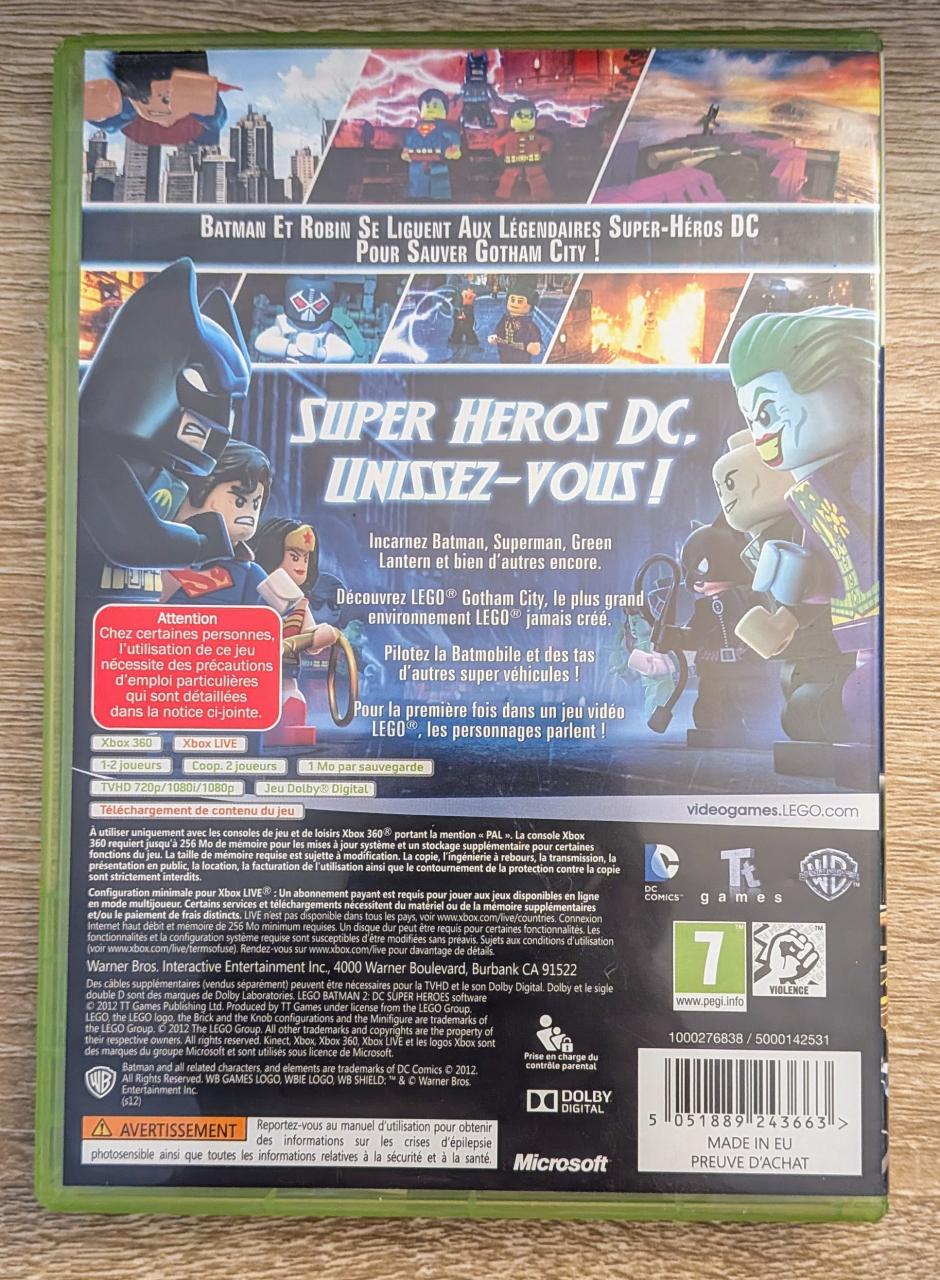 Batman Et Robin Se Liguent Aux Légendaires Super-Héros DC
Pour Sauver Gotham City !
Super Heros DC,
Unissez-vous !
Incarnez Batman, Superman, Green
Lantern et bien d'autres encore.
Découvrez LEGO® Gotham City, le plus grand
environnement LEGO® jamais créé.
Pilotez la Batmobile et des tas
d'autres super véhicules !
Pour la première fois dans un jeu vidéo
LEGO®, les personnages parlent !
Attention
Chez certaines personnes,
l'utilisation de ce jeu
nécessite des précautions
d'emploi particulières
qui sont détaillées
dans la notice ci-jointe.
Xbox 360 Xbox LIVE
1-2 joueurs Coop. 2 joueurs 1 Mo par sauvegarde
TVHD 720p/1080i/1080p Jeu Dolby® Digital
Téléchargement de contenu du jeu
videogames.LEGO.com
À utiliser uniquement avec les consoles de jeu et de loisirs Xbox 360® portant la mention « PAL ». La console Xbox
360 requiert jusqu'à 256 Mo de mémoire pour les mises à jour système et un stockage supplémentaire pour certaines
fonctions du jeu. La taille de mémoire requise est sujette à modification. La copie, l'ingénierie à rebours, la transmission, la
présentation en public, la location, la facturation de l'utilisation ainsi que le contournement de la protection contre la copie
sont strictement interdits.
Configuration minimale pour Xbox LIVE® : Un abonnement payant est requis pour jouer aux jeux disponibles en ligne
en mode multijoueur. Certains services et téléchargements nécessitent du matériel ou de la mémoire supplémentaires
et/ou le paiement de frais distincts. LIVE n'est pas disponible dans tous les pays, voir www.xbox.com/live/countries. Connexion
Internet haut débit et mémoire de 256 Mo minimum requises. Un disque dur peut être requis pour certaines fonctionnalités. Les
fonctionnalités et la configuration système requise sont susceptibles d'être modifiées sans préavis. Sujets aux conditions d'utilisation
(voir www.xbox.com/live/termsofuse). Rendez-vous sur www.xbox.com/live pour davantage de détails.
Warner Bros. Interactive Entertainment Inc., 4000 Warner Boulevard, Burbank CA 91522
Des câbles supplémentaires (vendus séparément) peuvent être nécessaires pour la TVHD et le son Dolby Digital. Dolby et le sigle
double D sont des marques de Dolby Laboratories. LEGO BATMAN 2: DC SUPER HEROES software
© 2012 TT Games Publishing Ltd. Produced by TT Games under license from the LEGO Group.
LEGO, the LEGO logo, the Brick and the Knob configurations and the Minifigure are trademarks of
the LEGO Group. © 2012 The LEGO Group. All other trademarks and copyrights are the property of
their respective owners. All rights reserved. Kinect, Xbox, Xbox 360, Xbox LIVE et les logos Xbox sont
des marques du groupe Microsoft et sont utilisés sous licence de Microsoft.
WB
Batman and all related characters, and elements are trademarks of DC Comics © 2012.
All Rights Reserved. WB GAMES LOGO, WBIE LOGO, WB SHIELD: ™ & © Warner Bros.
Entertainment Inc.
(s12)
AVERTISSEMENT Reportez-vous au manuel d'utilisation pour obtenir
des informations sur les crises d'épilepsie
photosensible ainsi que toutes les informations relatives à la sécurité et à la santé.
DC
COMICS™
Tt
games
WB
7
www.pegi.info
VIOLENCE
Prise en charge du
contrôle parental
DOLBY
DIGITAL
Microsoft
1000276838 / 5000142531
5 051889 243663 >
MADE IN EU
PREUVE D'ACHAT